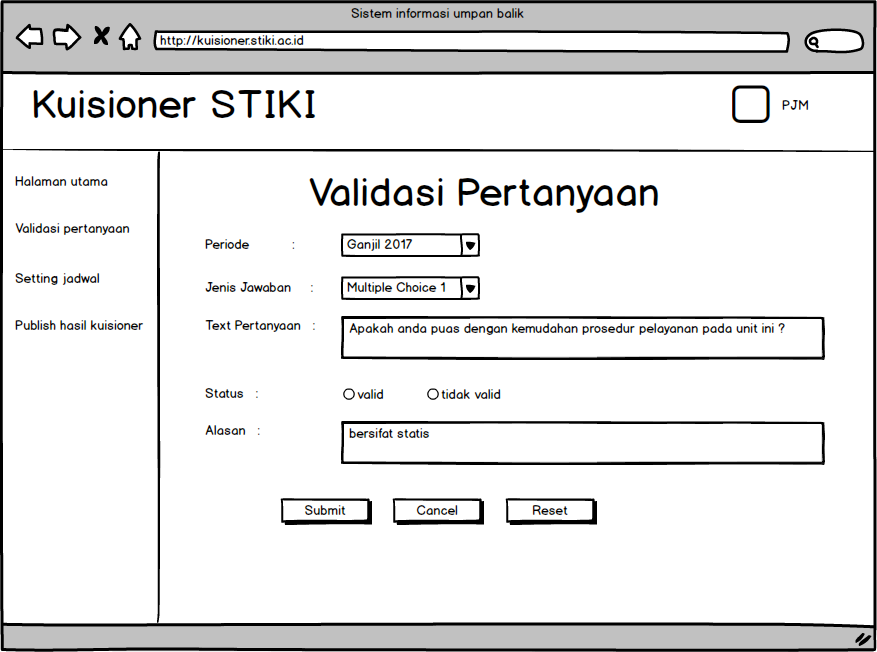 Sistem informasi umpan balik
http://kuisioner.stiki.ac.id
Kuisioner STIKI
PJM
Halaman utama
Validasi pertanyaan
Setting jadwal
Publish hasil kuisioner
Validasi Pertanyaan
Periode : Ganjil 2017
Jenis Jawaban : Multiple Choice 1
Text Pertanyaan : Apakah anda puas dengan kemudahan prosedur pelayanan pada unit ini ?
Status : valid tidak valid
Alasan : bersifat statis
Submit Cancel Reset